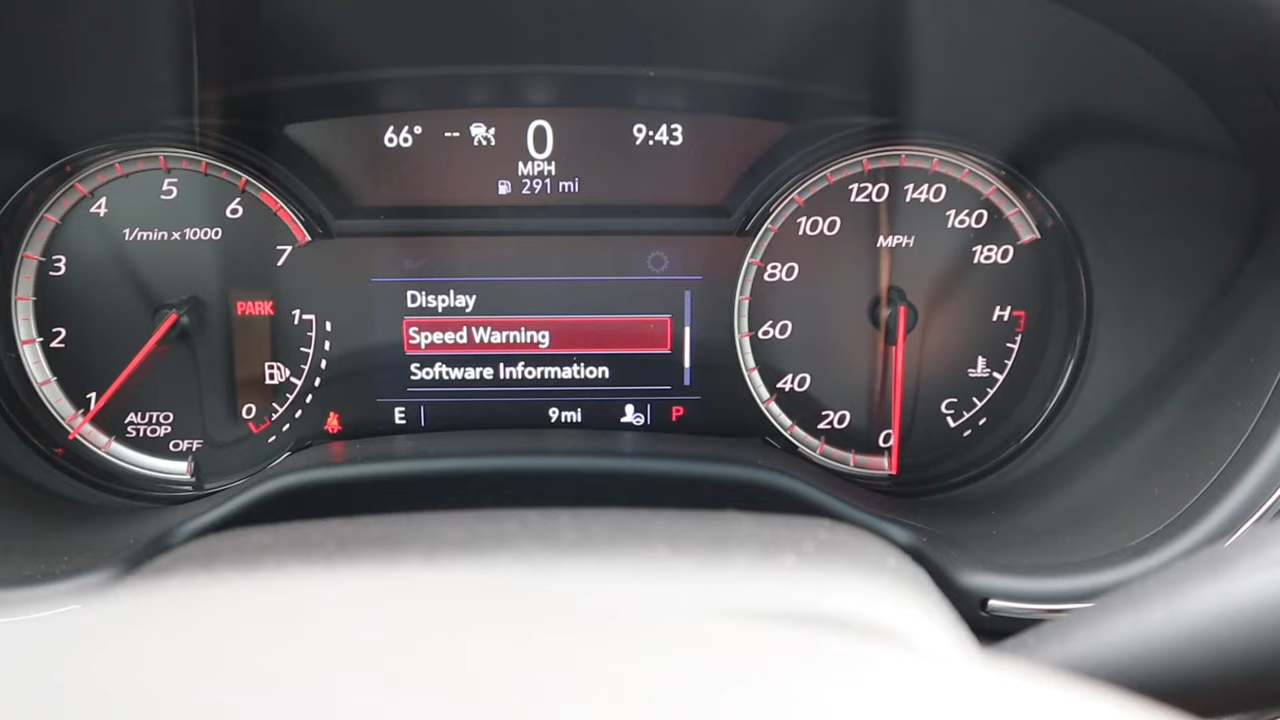 66° -- 0 9:43
MPH
291 mi
1 2 3 4 5 6 7
1/min x 1000
PARK
1
0
AUTO
STOP
OFF
Display
Speed Warning
Software Information
E 9mi P
0 20 40 60 80 100 120 140 160 180
MPH
H
C